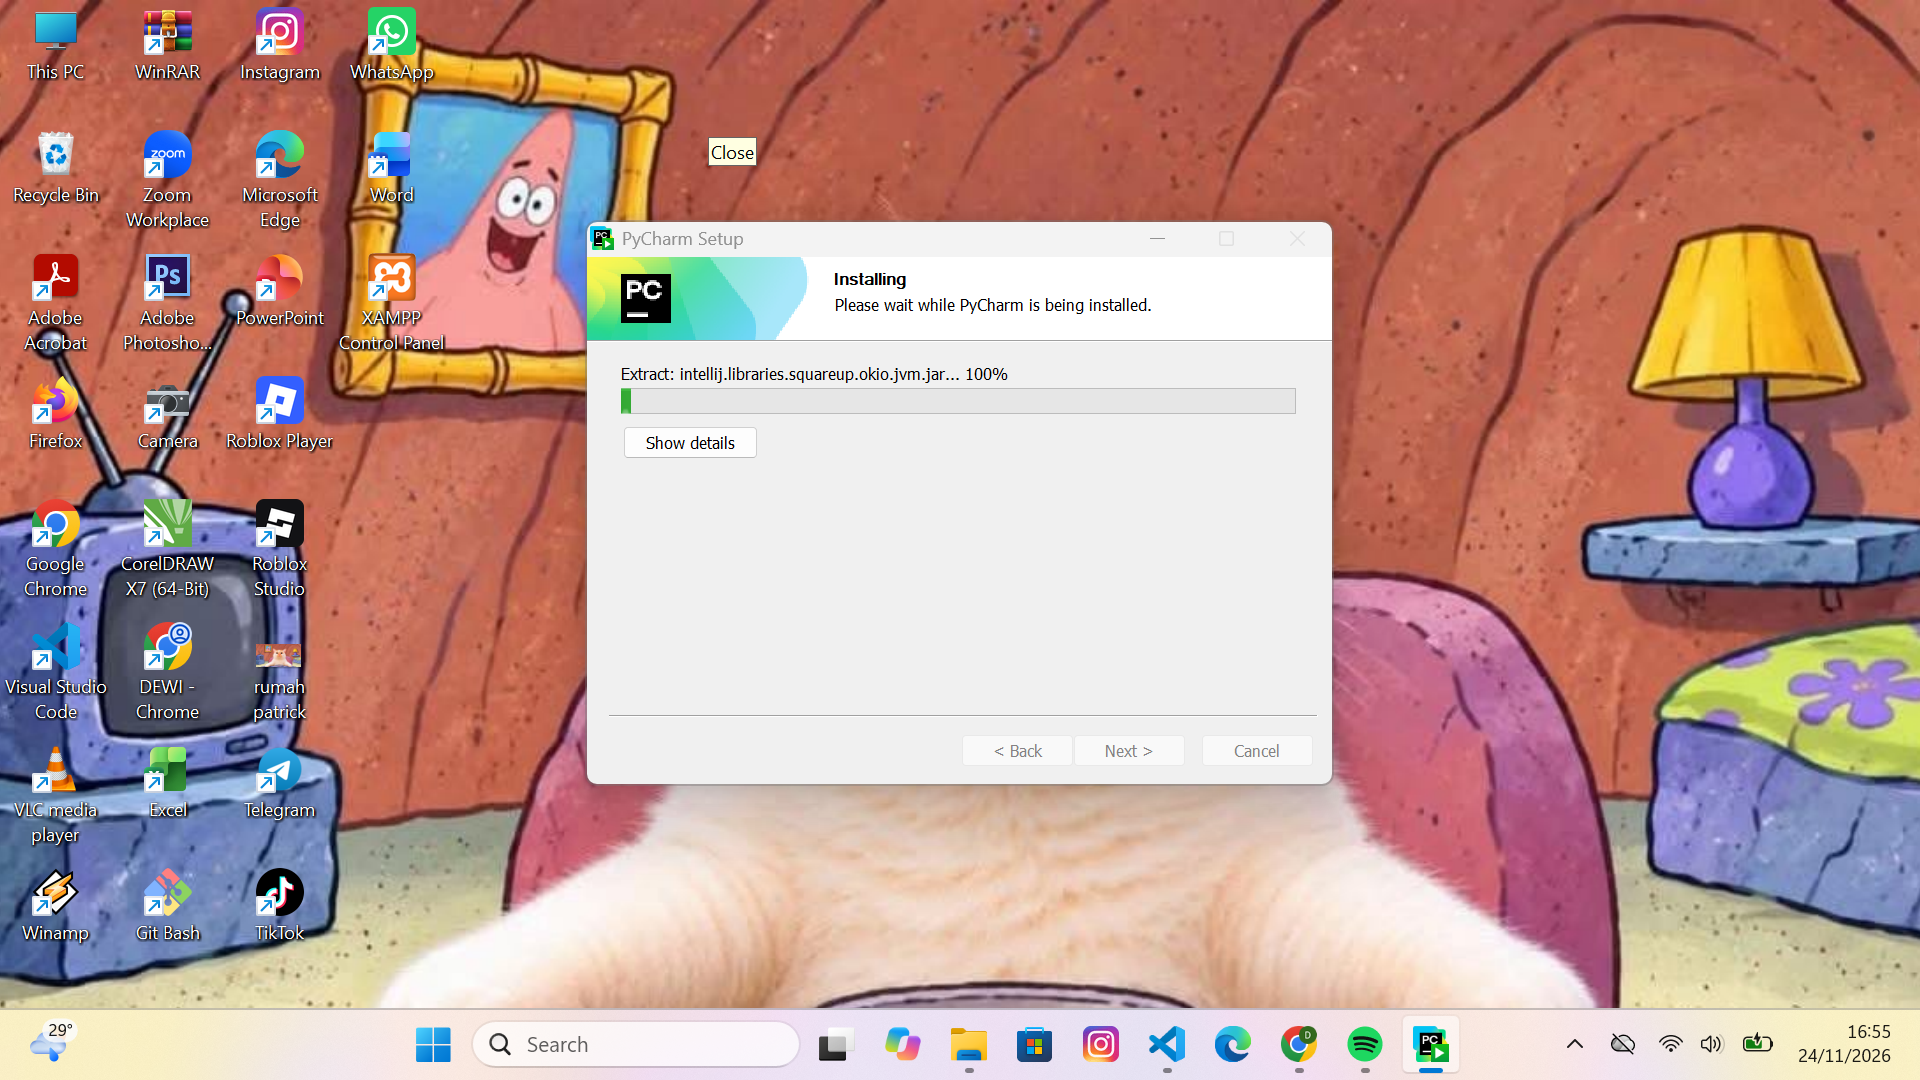 This PC
WinRAR
Instagram
WhatsApp
Recycle Bin
zoom
Zoom
Workplace
Microsoft
Edge
Word
Close
Adobe
Acrobat
Ps
Adobe
Photosho...
PowerPoint
XAMPP
Control Panel
Firefox
Camera
Roblox Player
Google
Chrome
CorelDRAW
X7 (64-Bit)
Roblox
Studio
Visual Studio
Code
DEWI -
Chrome
rumah
patrick
VLC media
player
Excel
Telegram
Winamp
Git Bash
TikTok
PC
PyCharm Setup
PC
Installing
Please wait while PyCharm is being installed.
Extract: intellij.libraries.squareup.okio.jvm.jar... 100%
Show details
< Back
Next >
Cancel
29°
Search
D
PC
16:55
24/11/2026